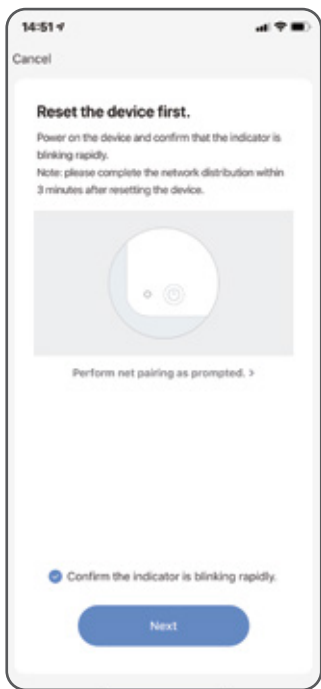 14:51
Cancel
Reset the device first.
Power on the device and confirm that the indicator is
blinking rapidly.
Note: please complete the network distribution within
3 minutes after resetting the device.
Perform net pairing as prompted. >
Confirm the indicator is blinking rapidly.
Next